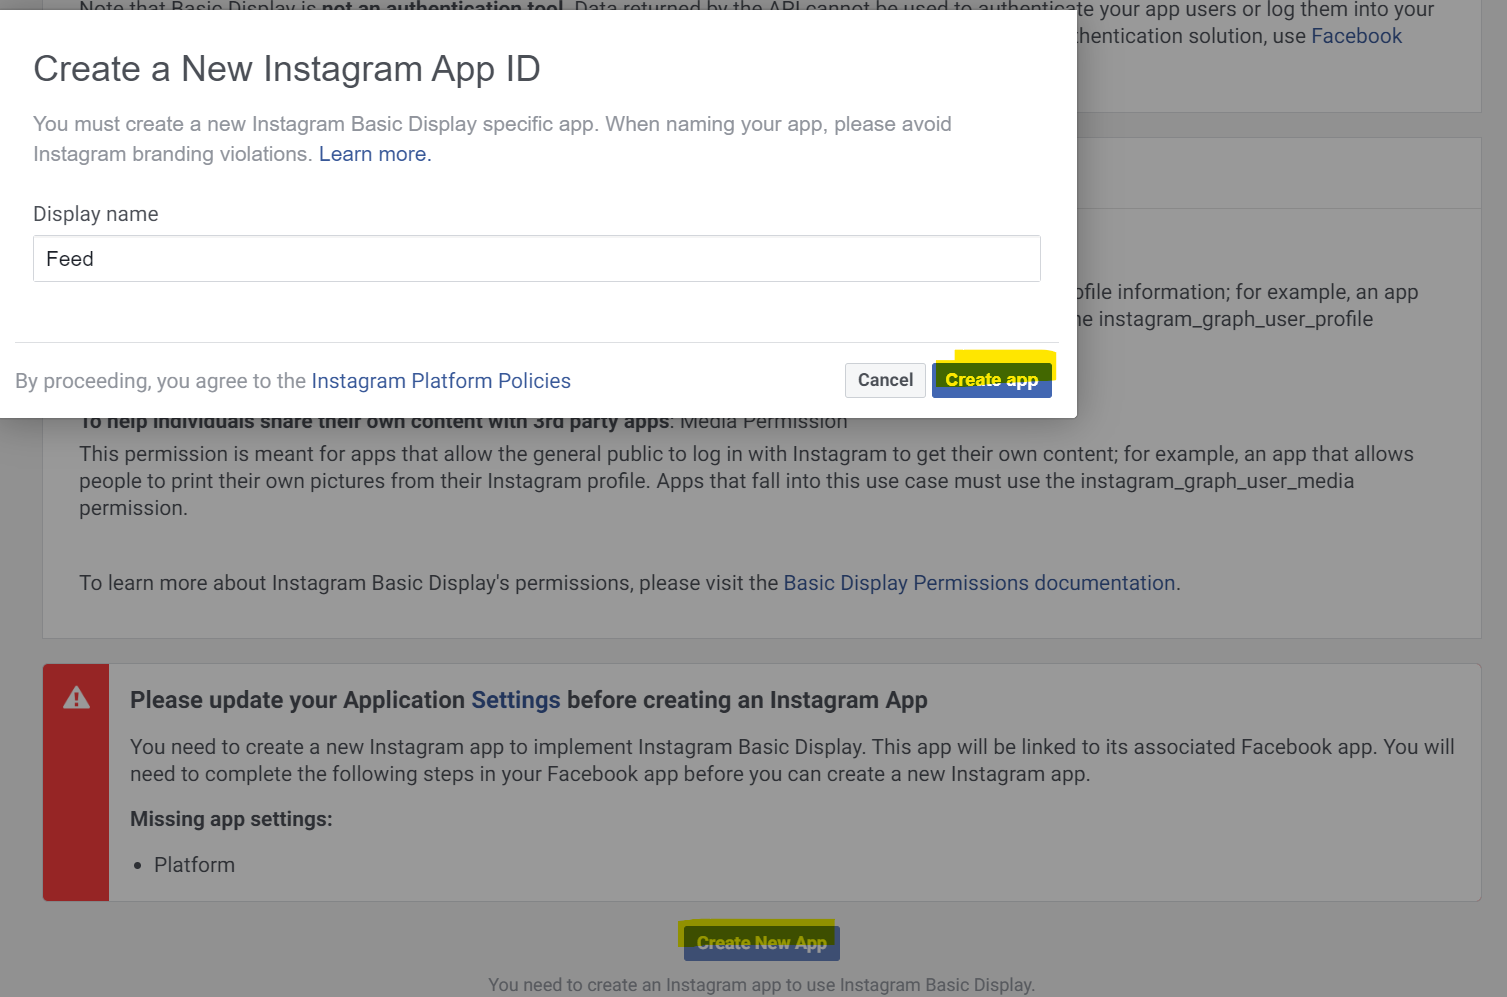 Note that Basic Display is not an authentication tool. Data returned by the API cannot be used to authenticate your app users or log them into your
hentication solution, use Facebook
Create a New Instagram App ID
You must create a new Instagram Basic Display specific app. When naming your app, please avoid
Instagram branding violations. Learn more.
Display name
Feed
file information; for example, an app
instagram_graph_user_profile
By proceeding, you agree to the Instagram Platform Policies
Cancel
Create app
To help individuals share their own content with 3rd party apps: Media Permission
This permission is meant for apps that allow the general public to log in with Instagram to get their own content; for example, an app that allows
people to print their own pictures from their Instagram profile. Apps that fall into this use case must use the instagram_graph_user_media
permission.
To learn more about Instagram Basic Display's permissions, please visit the Basic Display Permissions documentation.
Please update your Application Settings before creating an Instagram App
You need to create a new Instagram app to implement Instagram Basic Display. This app will be linked to its associated Facebook app. You will
need to complete the following steps in your Facebook app before you can create a new Instagram app.
Missing app settings:
• Platform
Create New App
You need to create an Instagram app to use Instagram Basic Display.